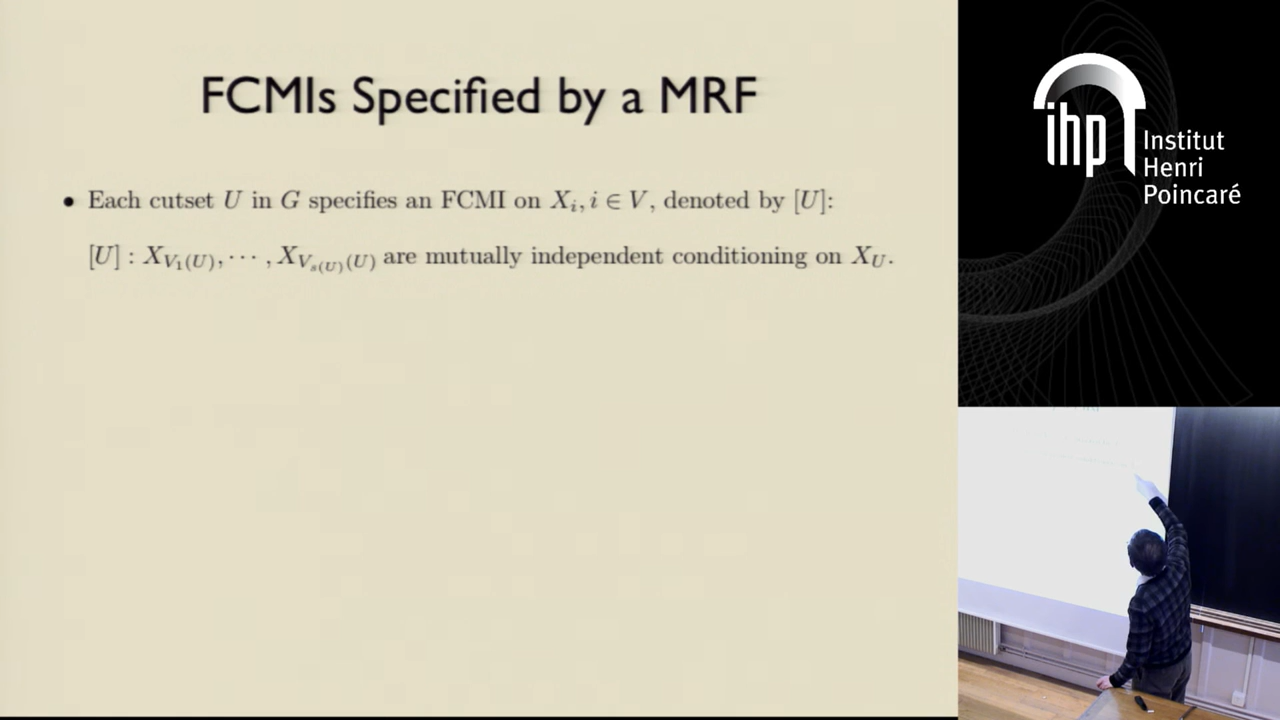 FCMIs Specified by a MRF
• Each cutset U in G specifies an FCMI on X_i, i ∈ V, denoted by [U]:
[U] : X_{V_1(U)}, ⋯ , X_{V_{s(U)}(U)} are mutually independent conditioning on X_U.
ihp Institut
Henri
Poincaré